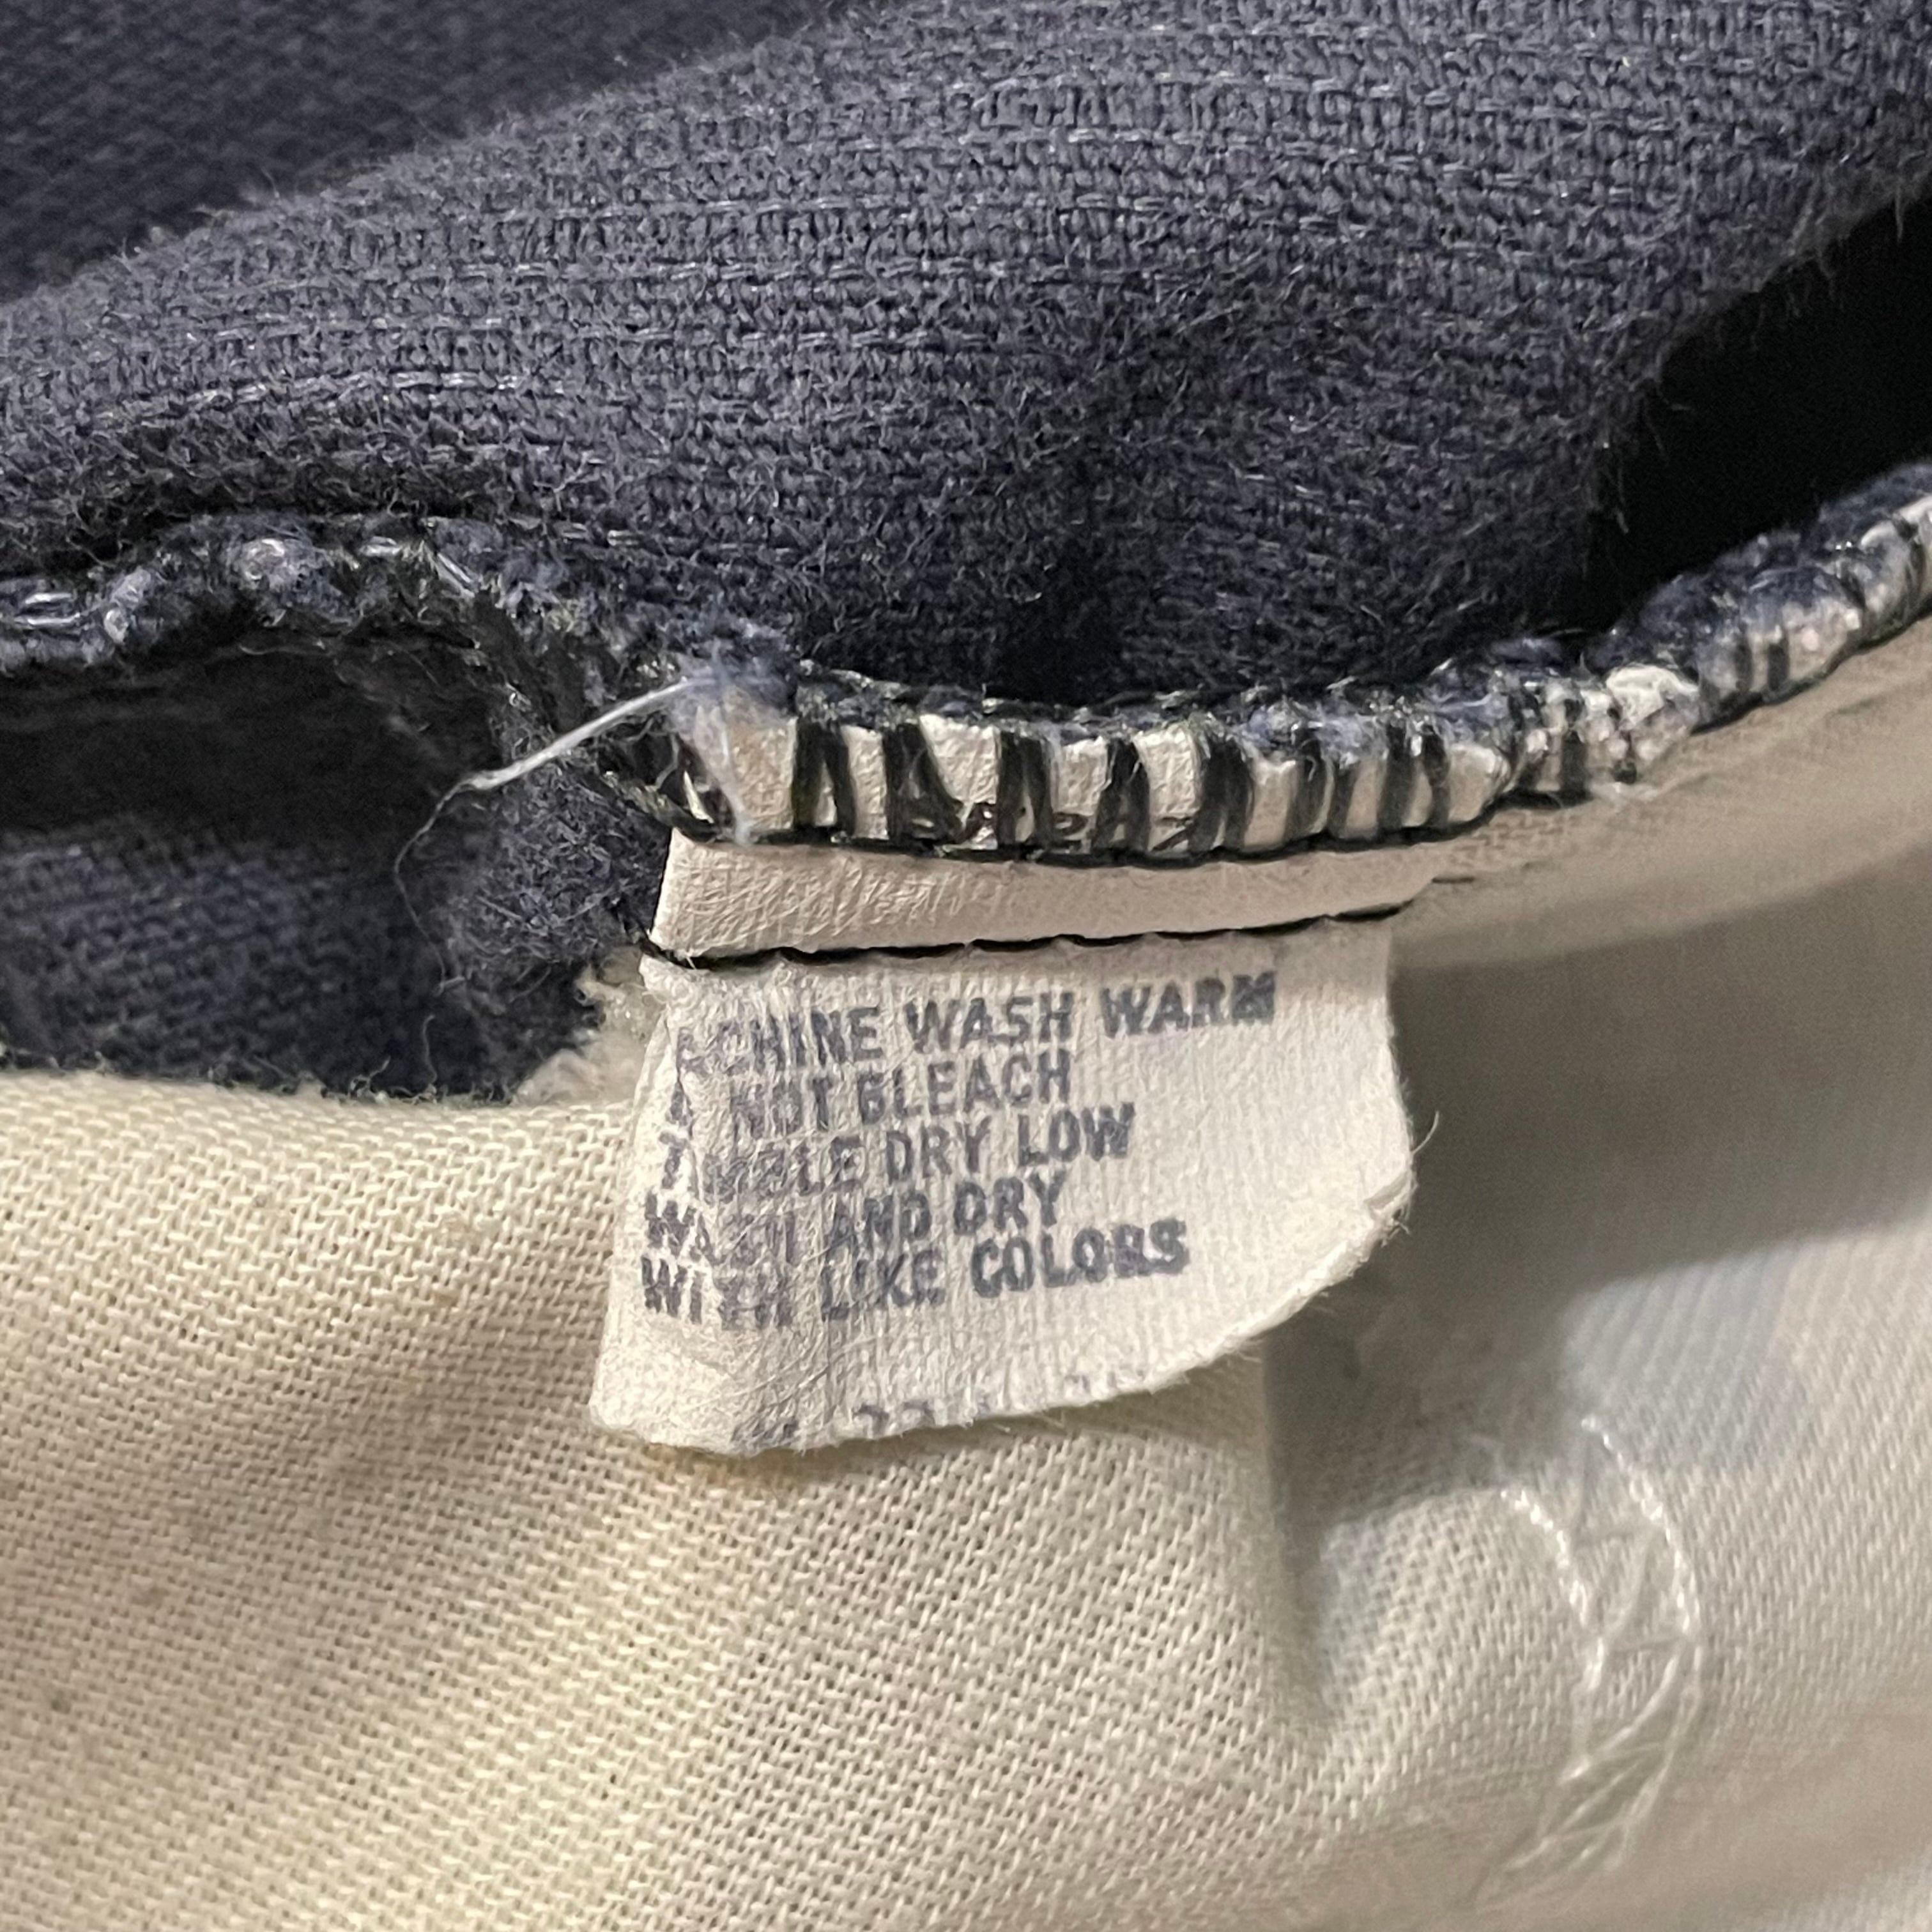 ACHINE WASH WARM
NOT BLEACH
TUMBLE DRY LOW
WASH AND DRY
WITH LIKE COLORS